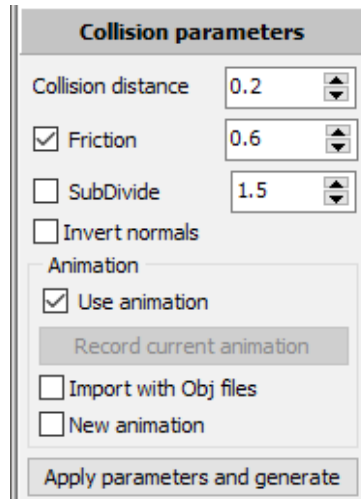 Collision parameters
Collision distance 0.2
Friction 0.6
SubDivide 1.5
Invert normals
Animation
Use animation
Record current animation
Import with Obj files
New animation
Apply parameters and generate